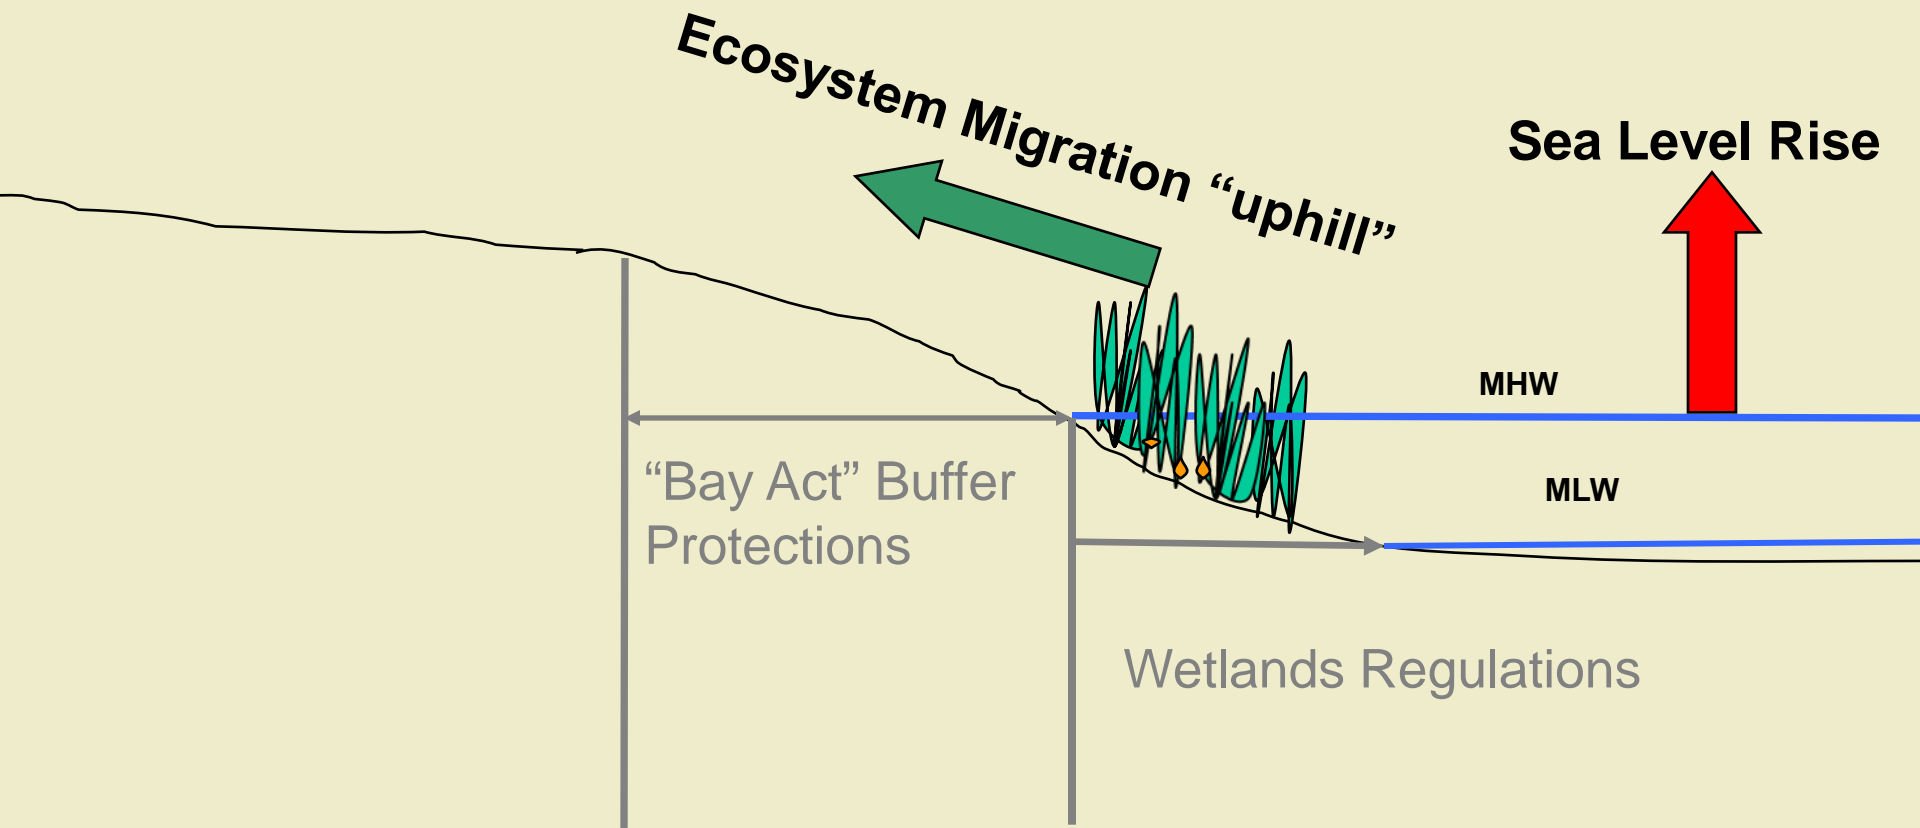 Ecosystem Migration “uphill”
Sea Level Rise
MHW
“Bay Act” Buffer
Protections
MLW
Wetlands Regulations